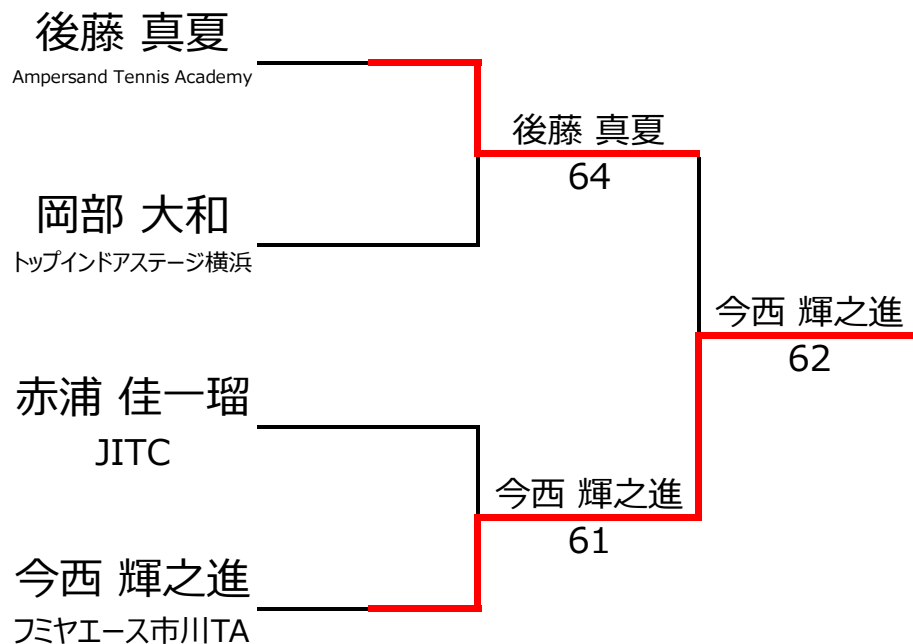 後藤 真夏
Ampersand Tennis Academy
後藤 真夏
64
岡部 大和
トップインドアステージ横浜
今西 輝之進
62
赤浦 佳一瑠
JITC
今西 輝之進
61
今西 輝之進
フミヤエース市川TA